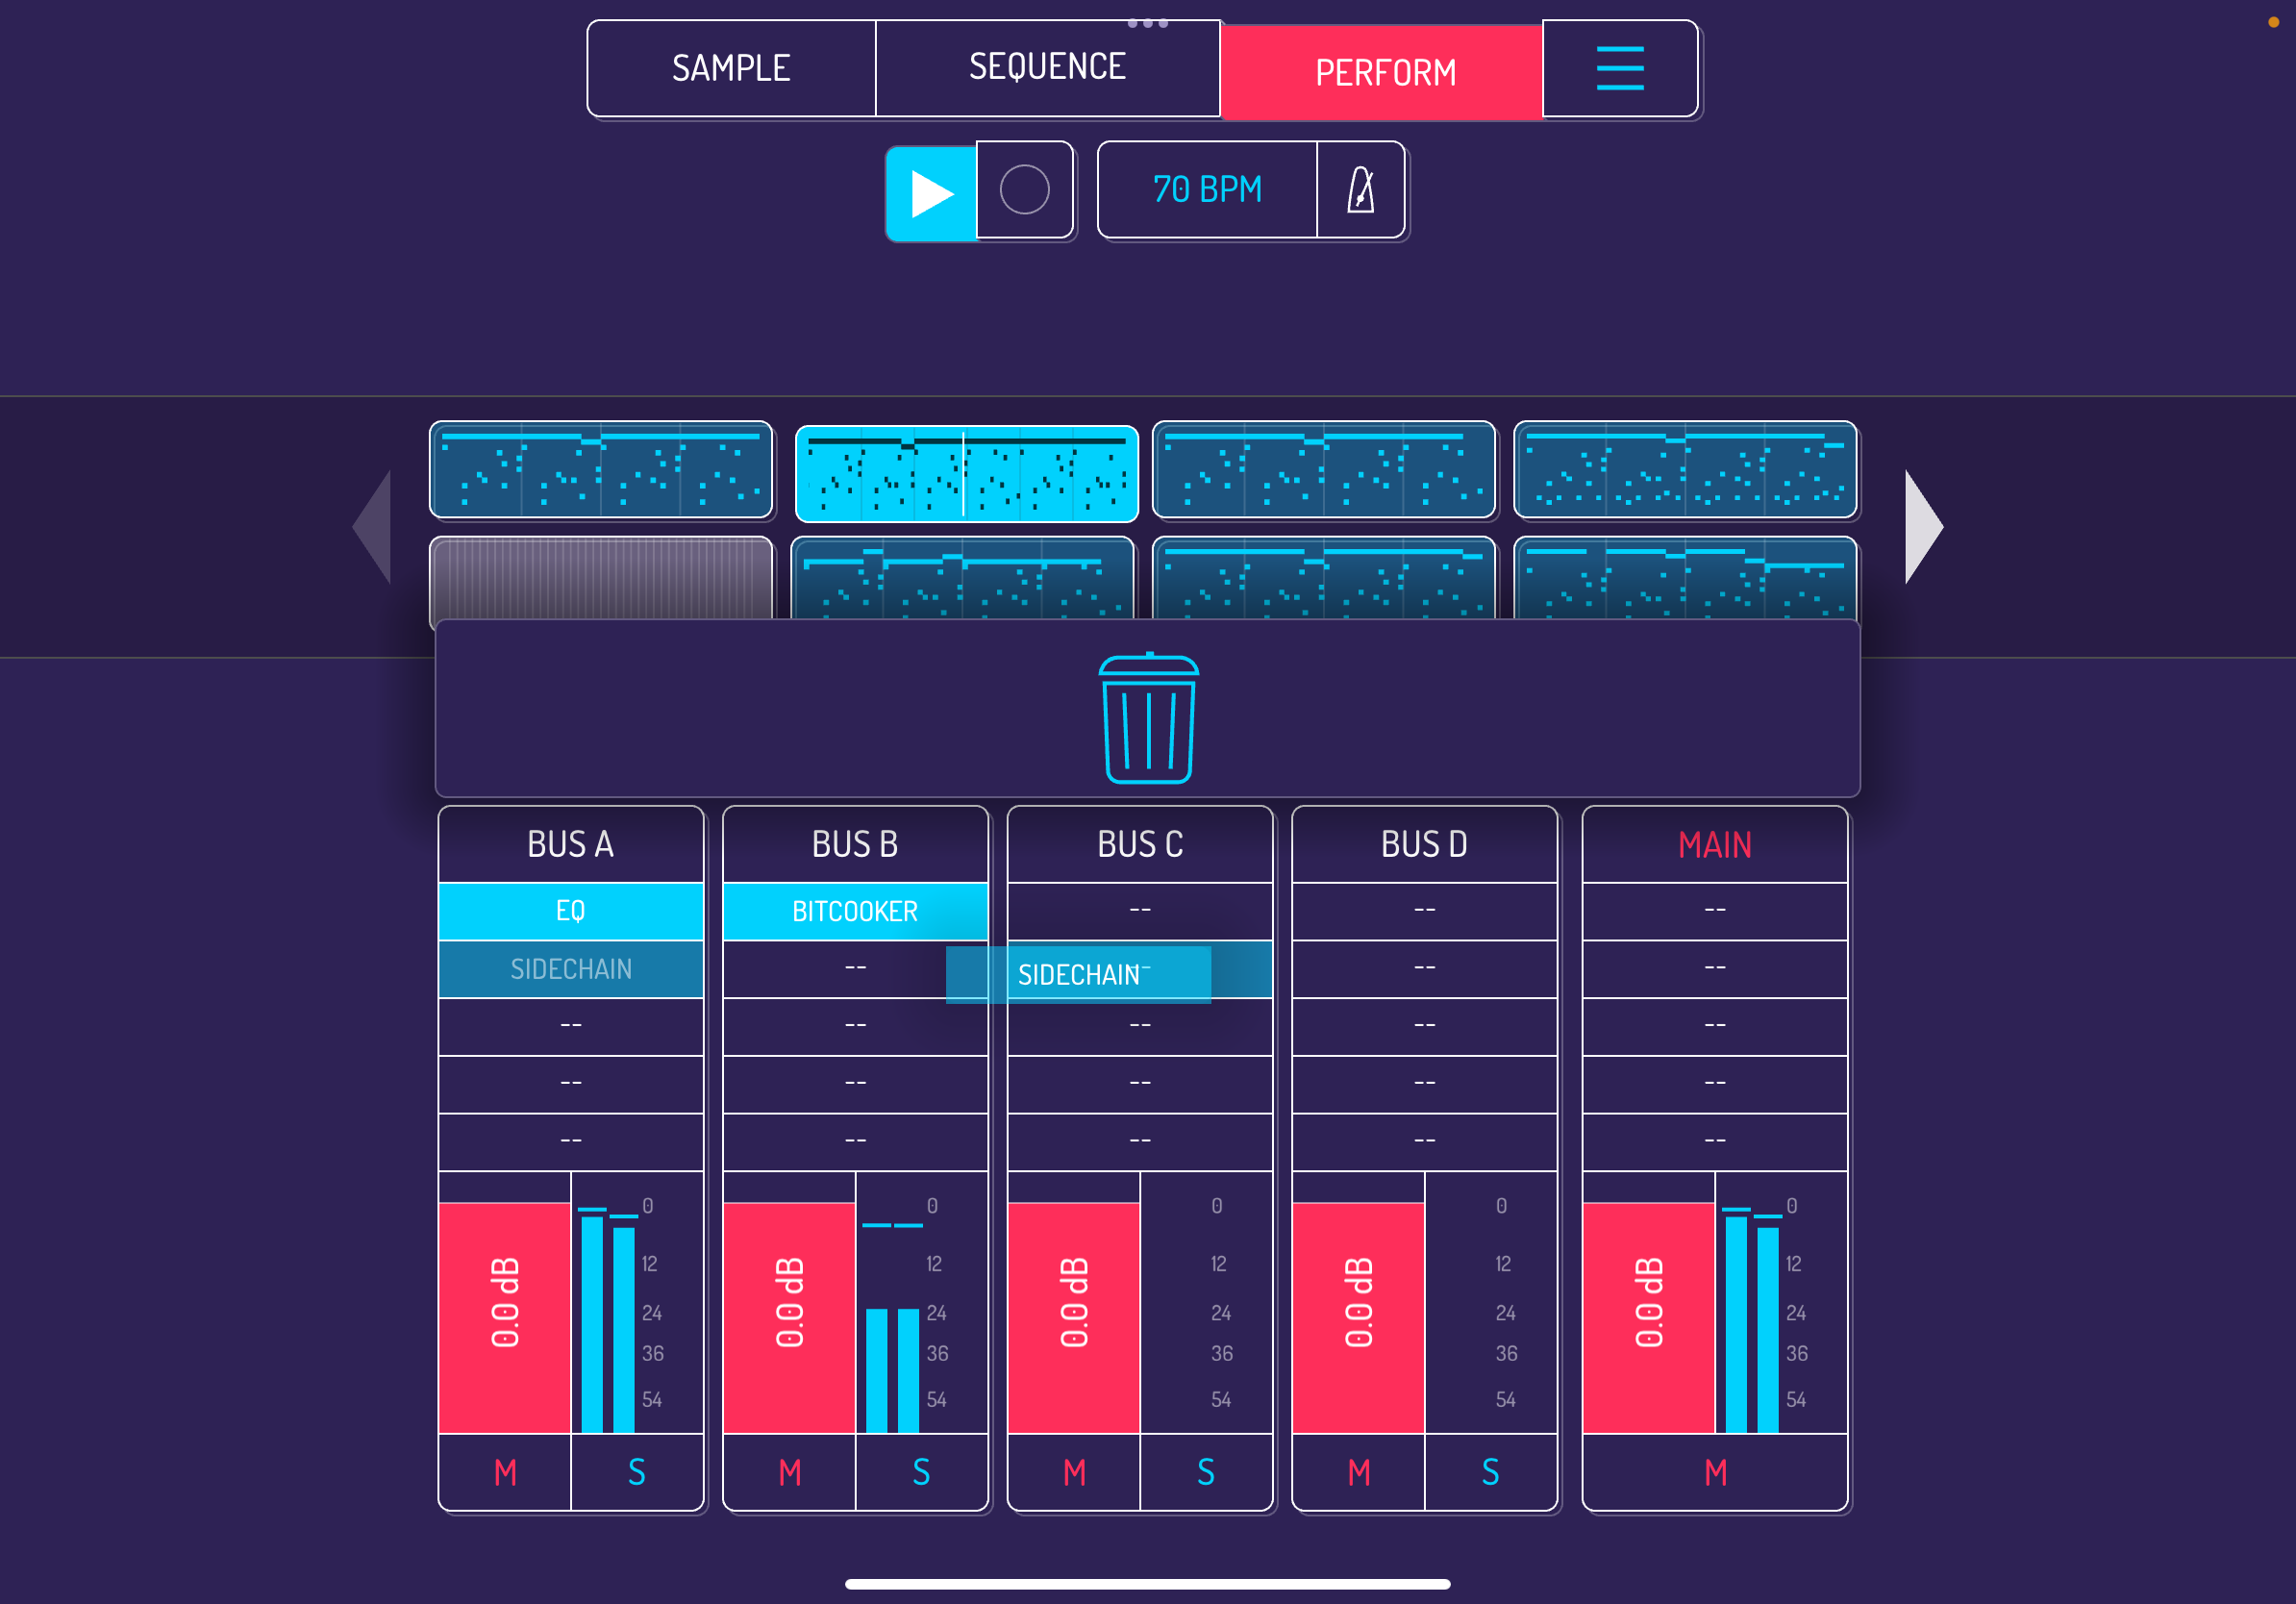 SAMPLE SEQUENCE PERFORM
70 BPM
BUS A BUS B BUS C BUS D MAIN
EQ BITCOOKER -- -- --
SIDECHAIN -- SIDECHAIN -- --
-- -- -- -- --
-- -- -- -- --
-- -- -- -- --
0.0 dB 0 12 24 36 54
0.0 dB 0 12 24 36 54
0.0 dB 0 12 24 36 54
0.0 dB 0 12 24 36 54
0.0 dB 0 12 24 36 54
M S M S M S M S M